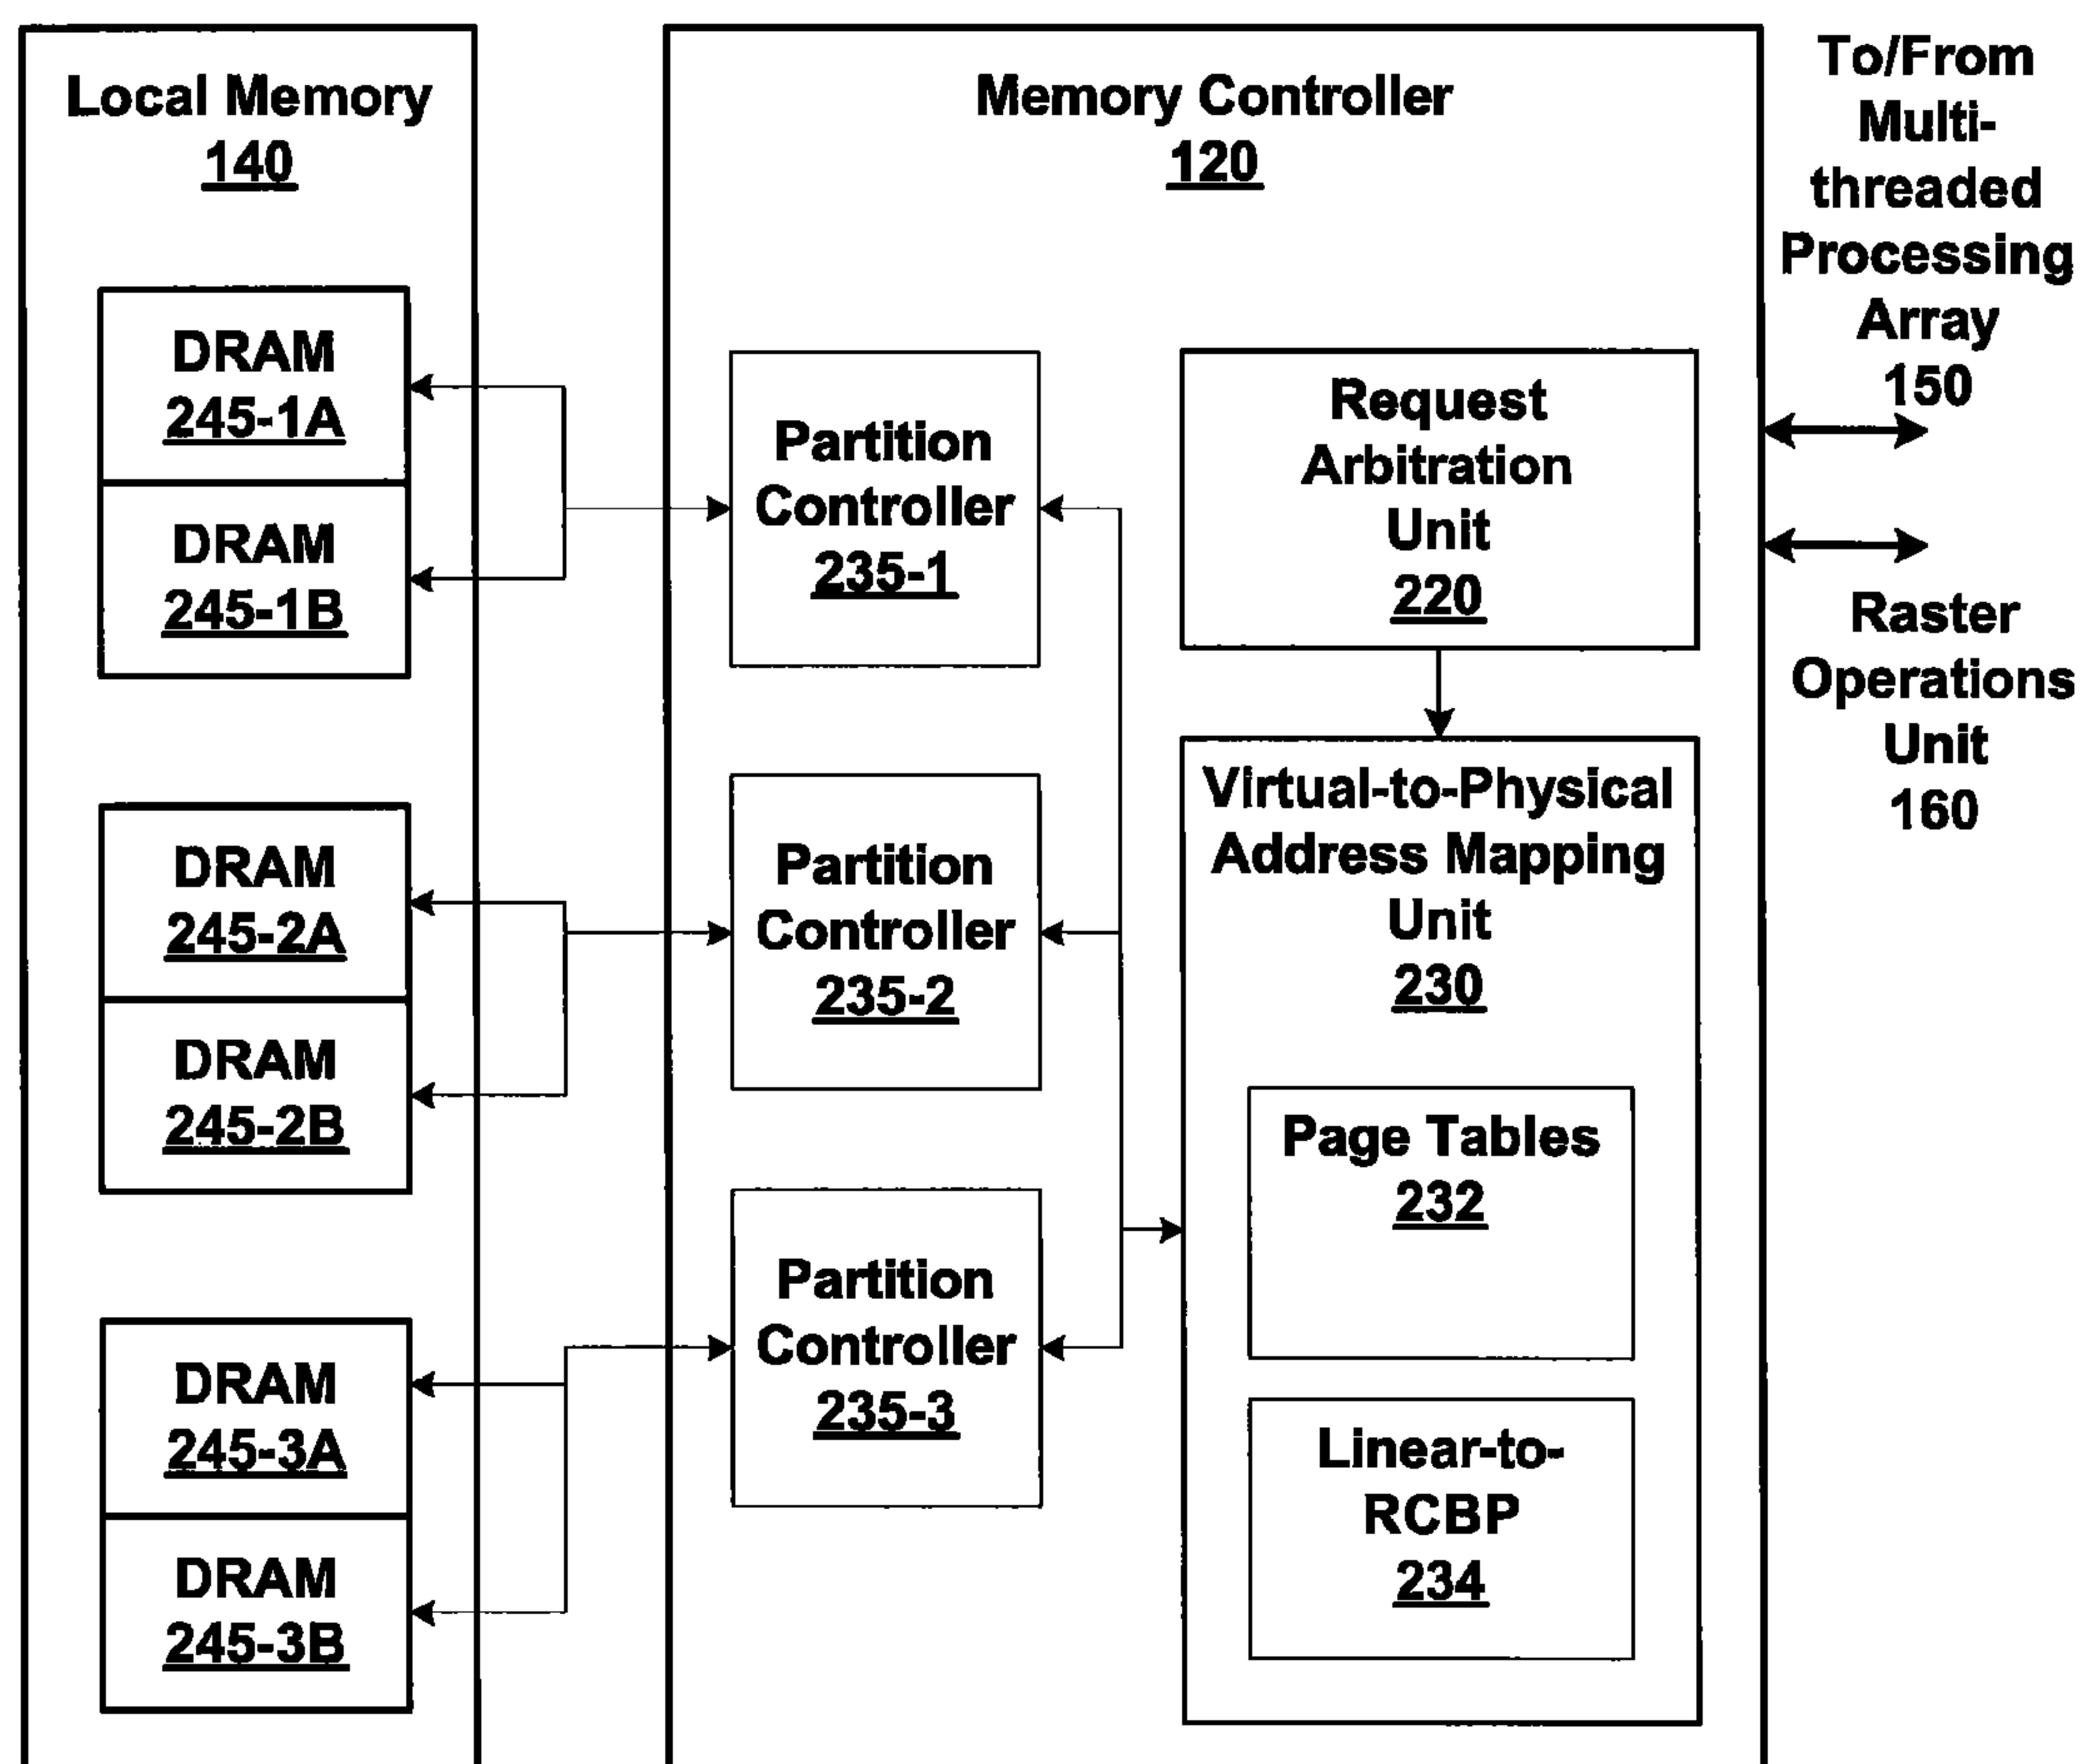 Local Memory
140
DRAM
245-1A
DRAM
245-1B
DRAM
245-2A
DRAM
245-2B
DRAM
245-3A
DRAM
245-3B
Memory Controller
120
Partition
Controller
235-1
Partition
Controller
235-2
Partition
Controller
235-3
Request
Arbitration
Unit
220
Virtual-to-Physical
Address Mapping
Unit
230
Page Tables
232
Linear-to-
RCBP
234
To/From
Multi-
threaded
Processing
Array
150
Raster
Operations
Unit
160